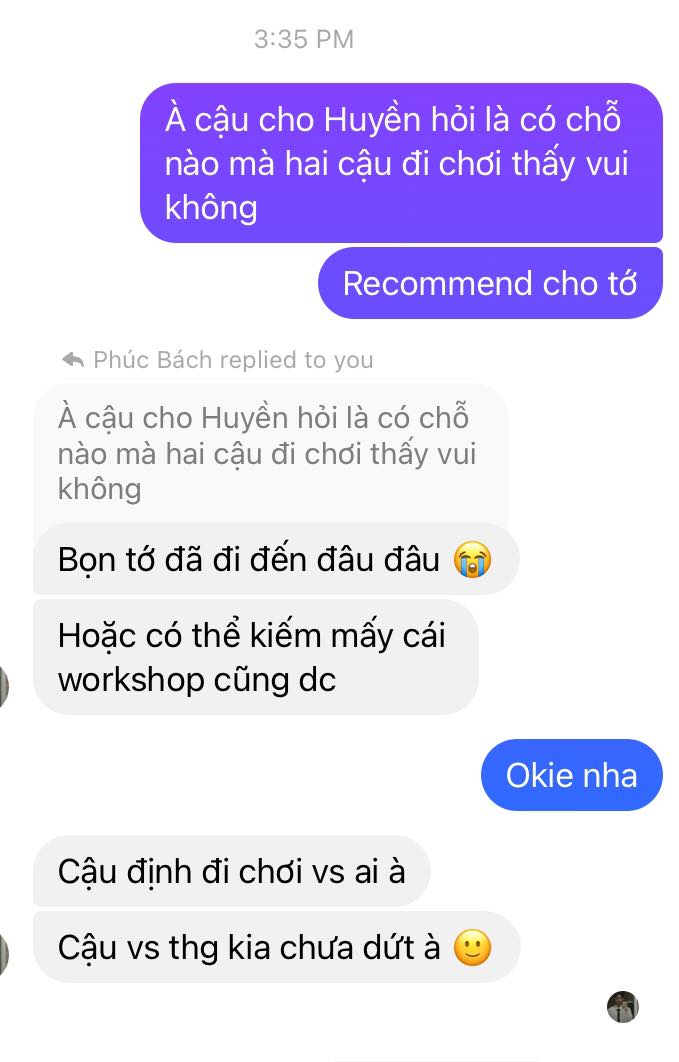 3:35 PM
À cậu cho Huyền hỏi là có chỗ
nào mà hai cậu đi chơi thấy vui
không
Recommend cho tớ
Phúc Bách replied to you
À cậu cho Huyền hỏi là có chỗ
nào mà hai cậu đi chơi thấy vui
không
Bọn tớ đã đi đến đâu đâu 😭
Hoặc có thể kiếm mấy cái
workshop cũng dc
Okie nha
Cậu định đi chơi vs ai à
Cậu vs thg kia chưa dứt à 🙂